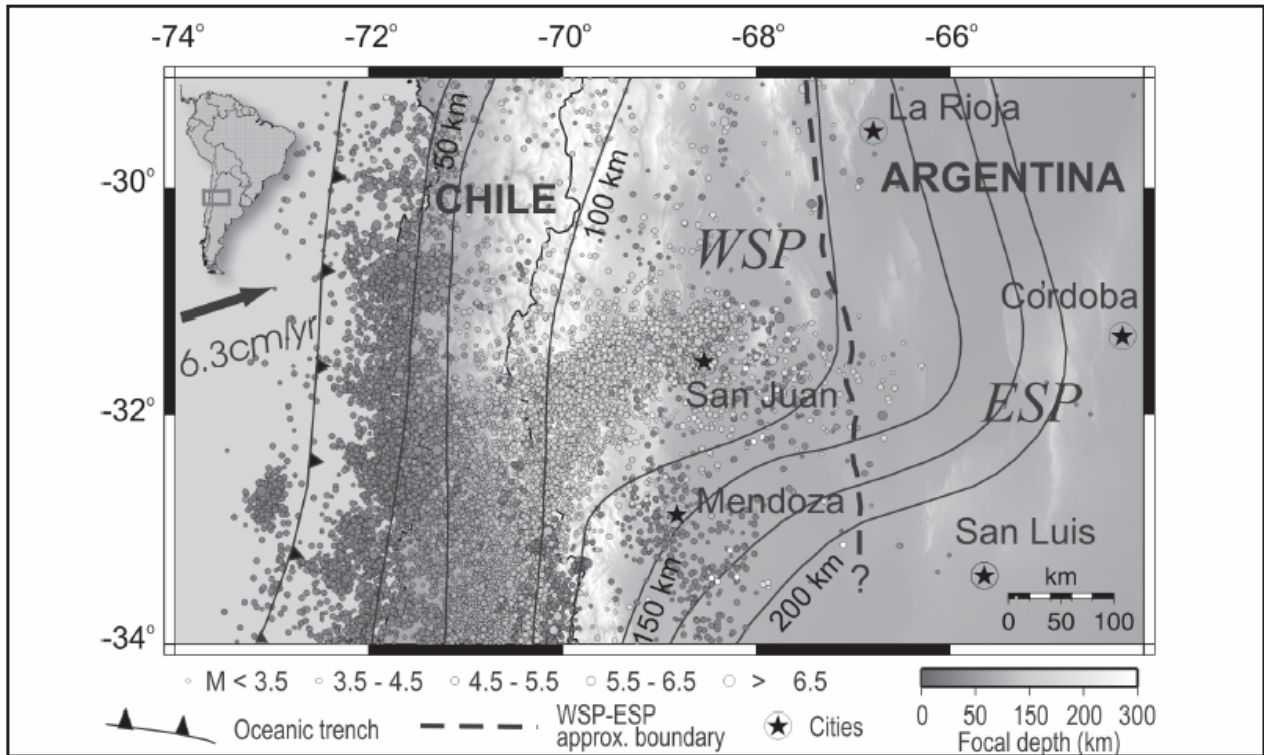 -74° -72° -70° -68° -66°
-30°
-32°
-34°
50 km
CHILE
100 km
La Rioja
ARGENTINA
WSP
Córdoba
6.3cm/yr
San Juan
ESP
Mendoza
San Luis
150 km
200 km
?
km
0 50 100
M < 3.5 3.5 - 4.5 4.5 - 5.5 5.5 - 6.5 > 6.5
0 50 150 200 300
Focal depth (km)
Oceanic trench
WSP-ESP
approx. boundary
Cities